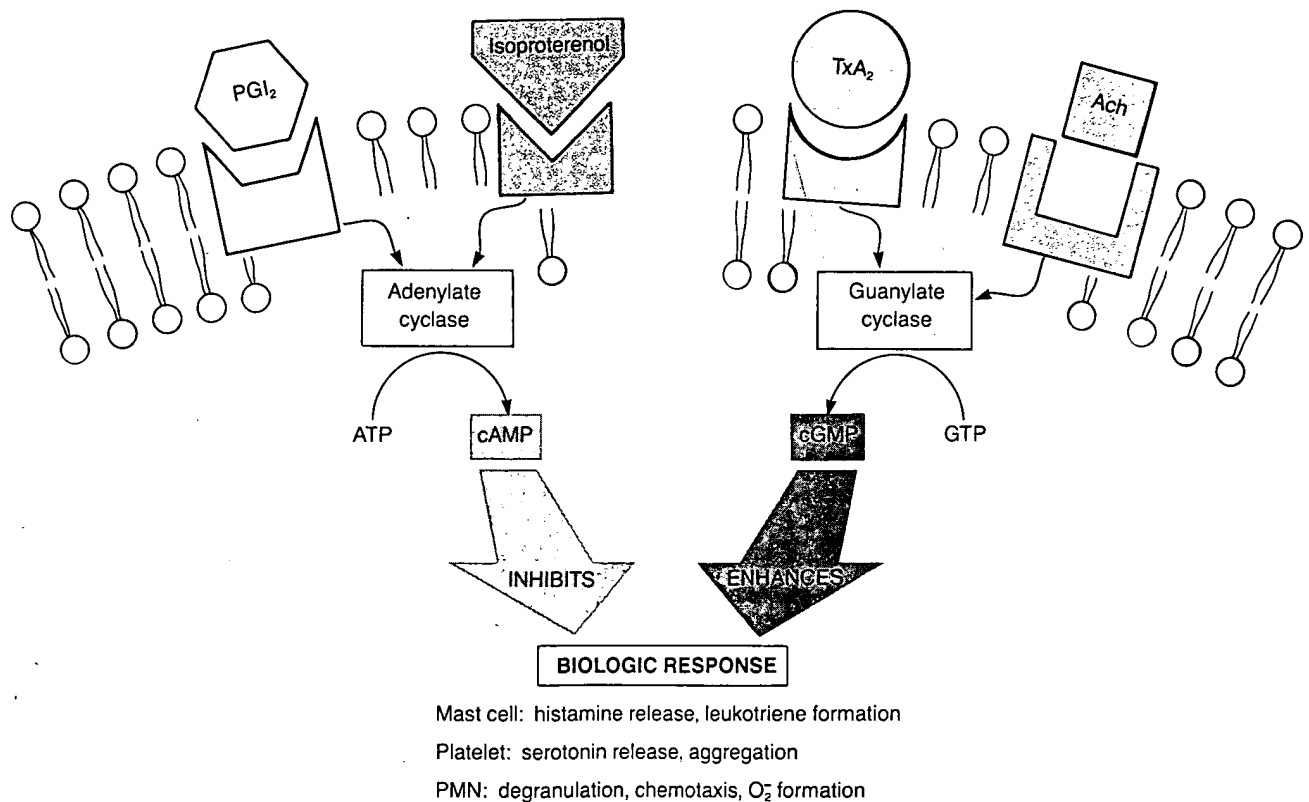 PGI₂
Isoproterenol
TxA₂
Ach
Adenylate
cyclase
Guanylate
cyclase
ATP
cAMP
cGMP
GTP
INHIBITS
ENHANCES
BIOLOGIC RESPONSE
Mast cell: histamine release, leukotriene formation
Platelet: serotonin release, aggregation
PMN: degranulation, chemotaxis, O₂⁻ formation